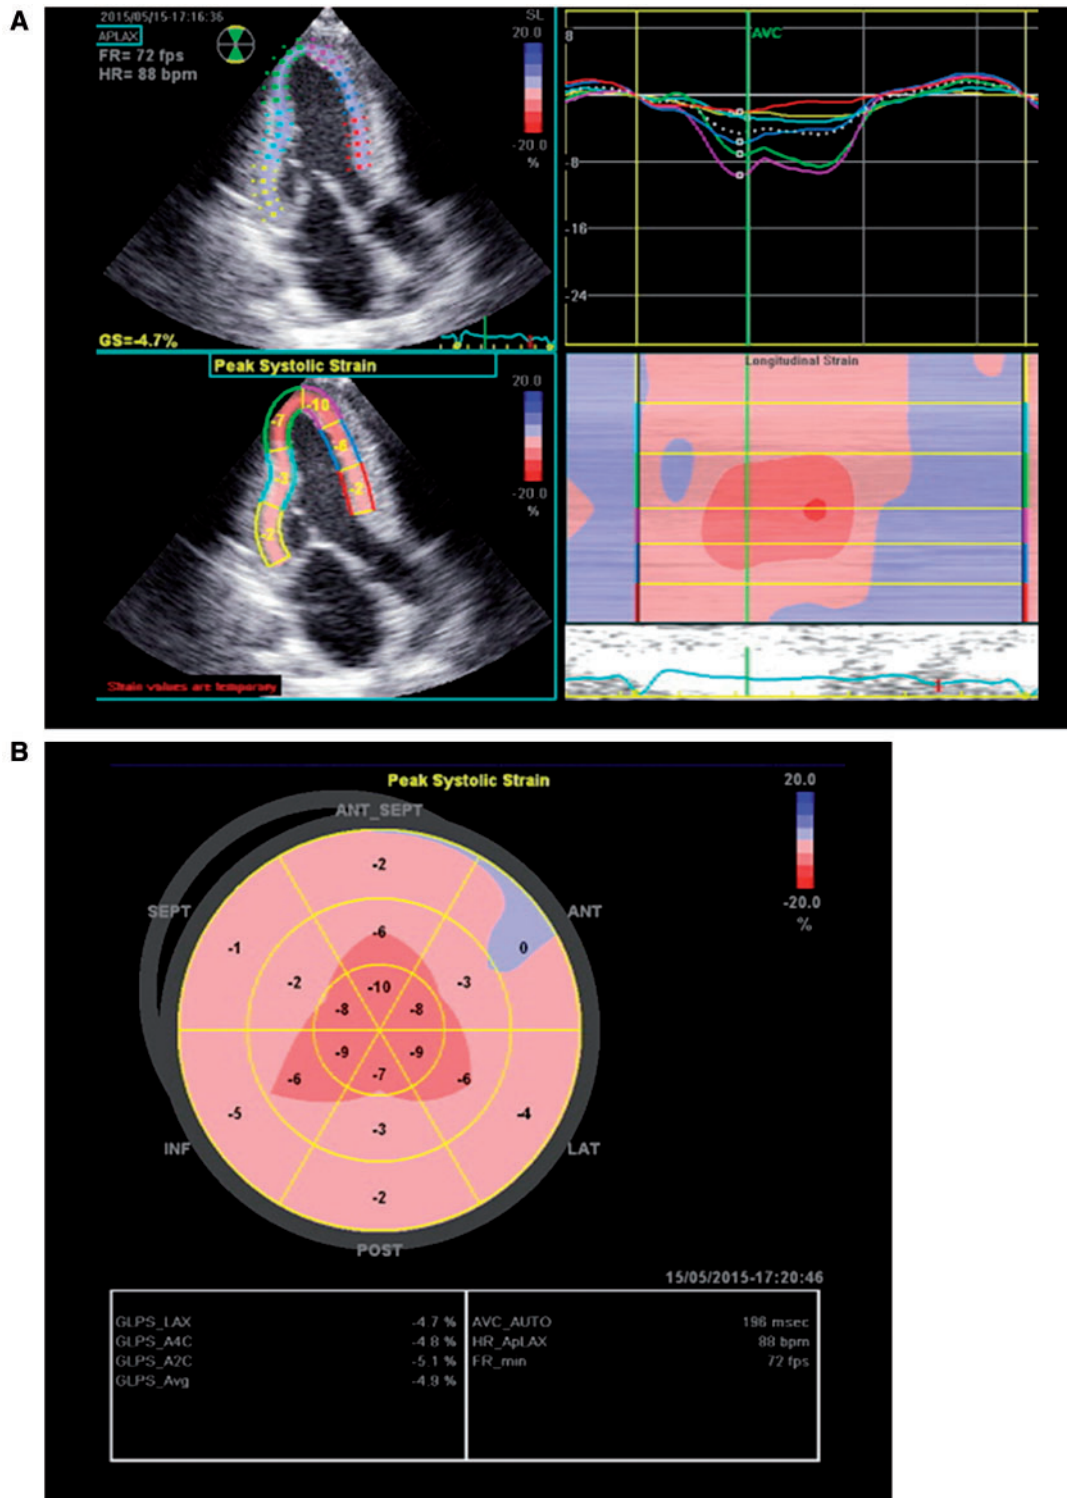 A
2015/05/15-17:16:36
APLAX
FR= 72 fps
HR= 88 bpm
SL
20.0
-20.0
%
GS=-4.7%
8
AVC
-8
-16
-24
Peak Systolic Strain
20.0
-20.0
%
-7
-10
-3
-6
-2
-2
Strain values are temporary
Longitudinal Strain
B
Peak Systolic Strain
20.0
-20.0
%
ANT_SEPT
SEPT
ANT
INF
LAT
POST
-2
-1
0
-6
-2
-3
-10
-8
-8
-9
-9
-7
-6
-6
-5
-4
-3
-2
15/05/2015-17:20:46
GLPS_LAX -4.7 %
GLPS_A4C -4.8 %
GLPS_A2C -5.1 %
GLPS_Avg -4.9 %
AVC_AUTO 196 msec
HR_ApLAX 88 bpm
FR_min 72 fps